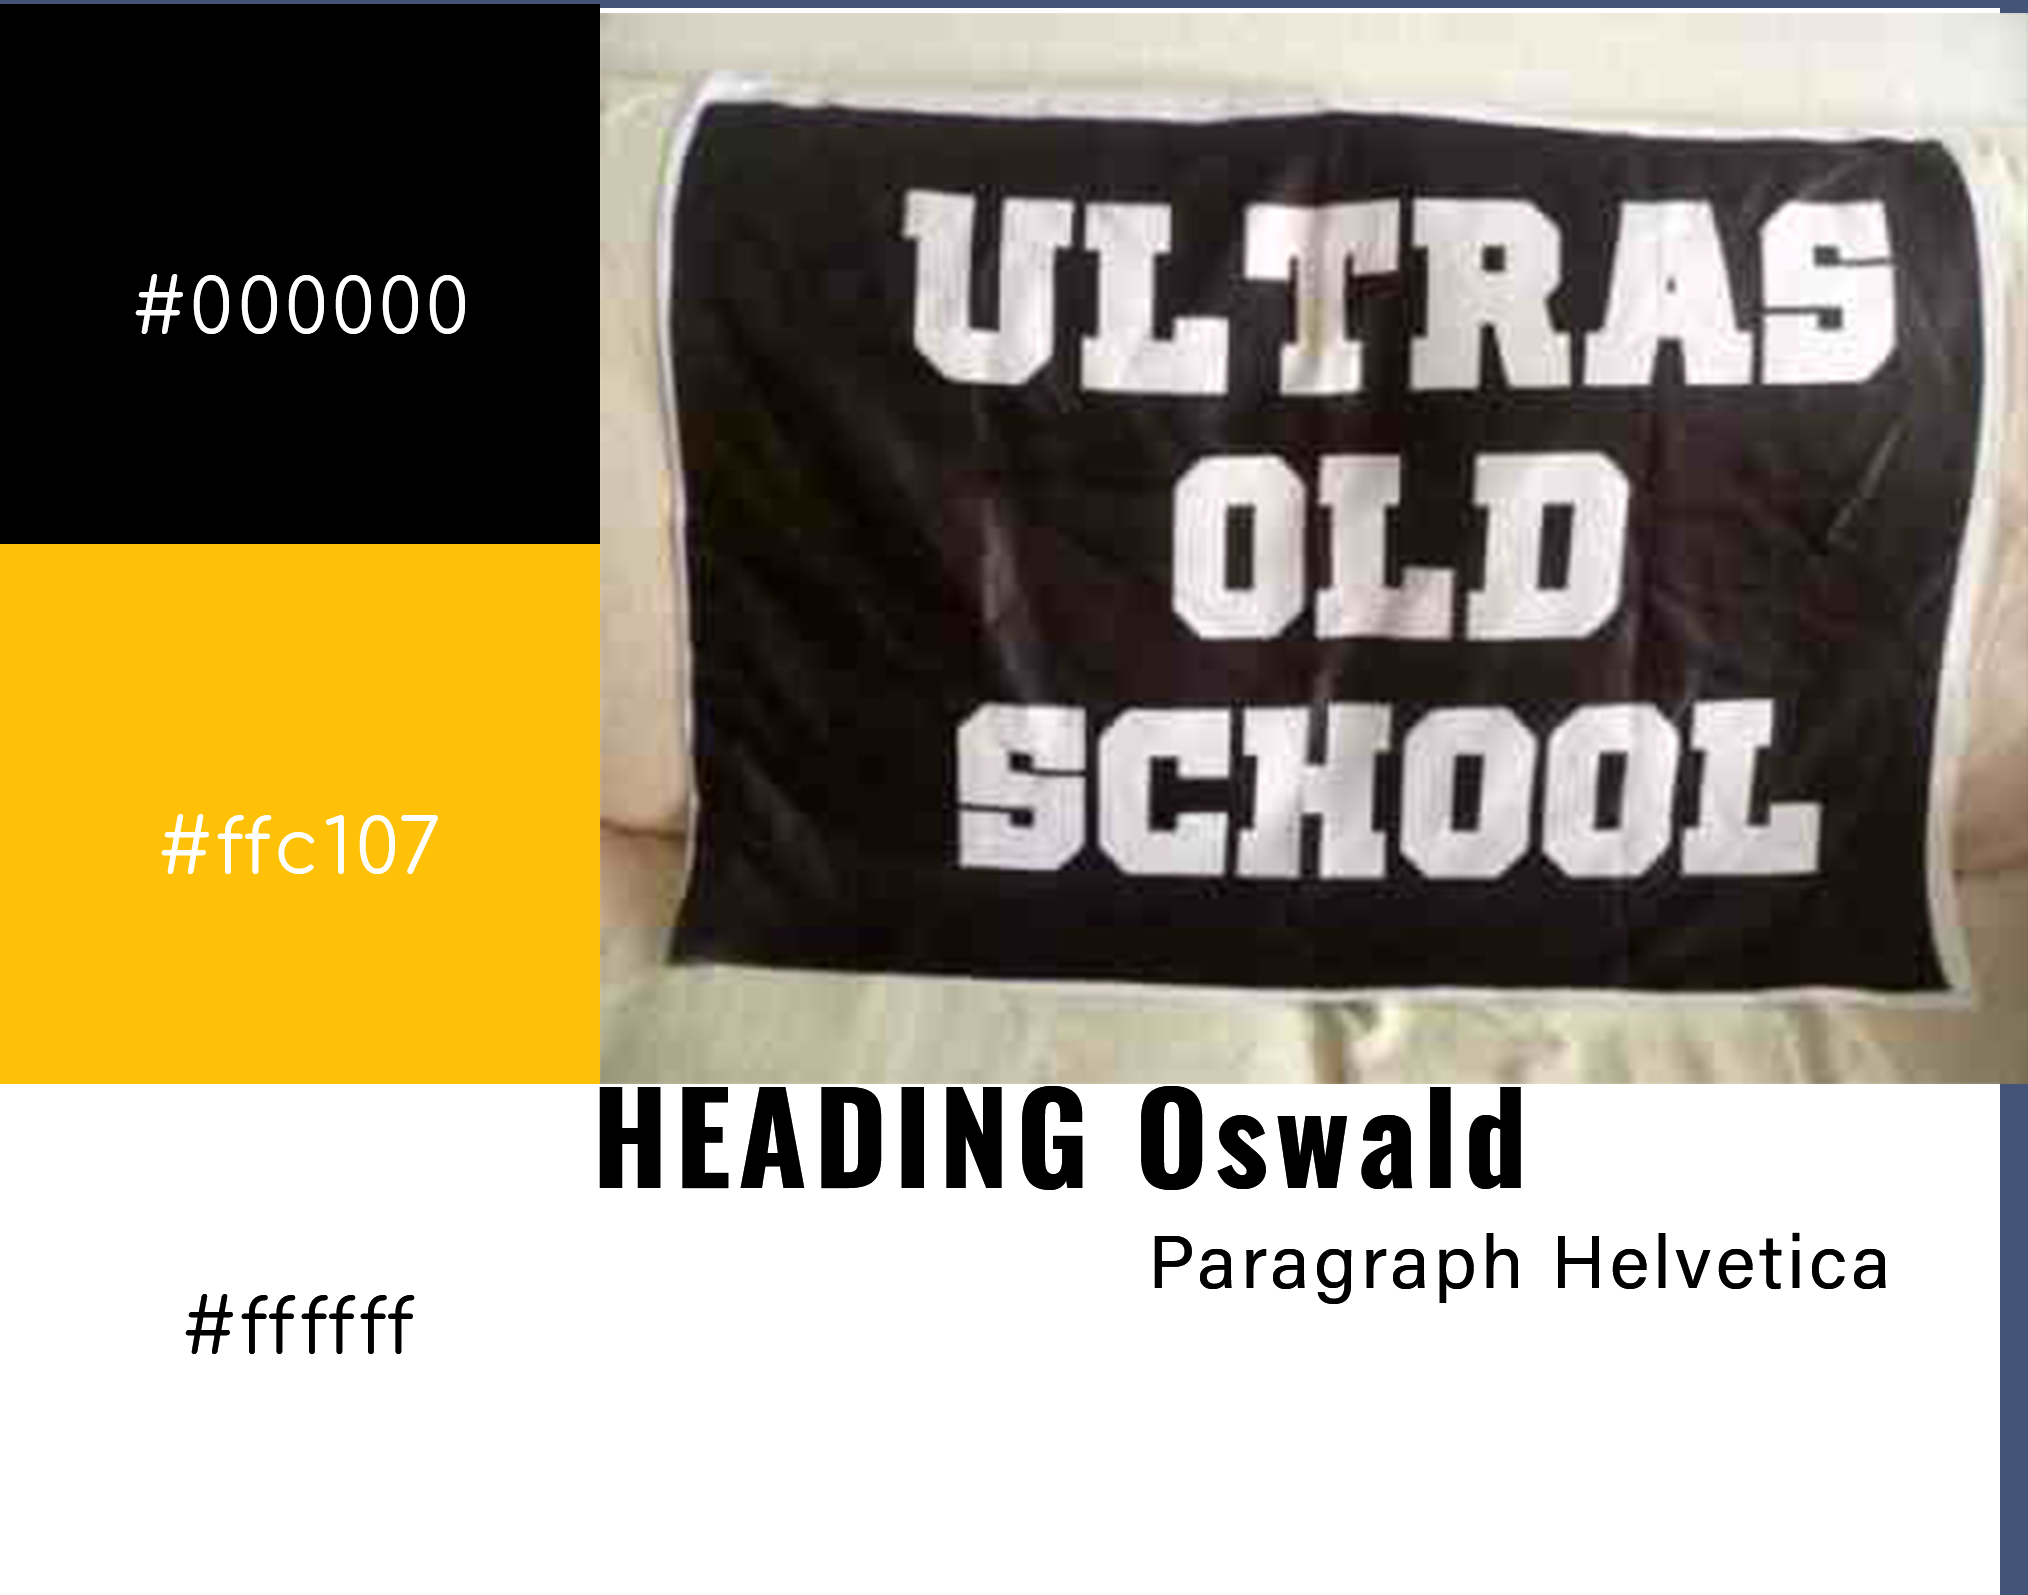 #000000
ULTRAS
OLD
SCHOOL
#ffc107
HEADING Oswald
Paragraph Helvetica
#ffffff